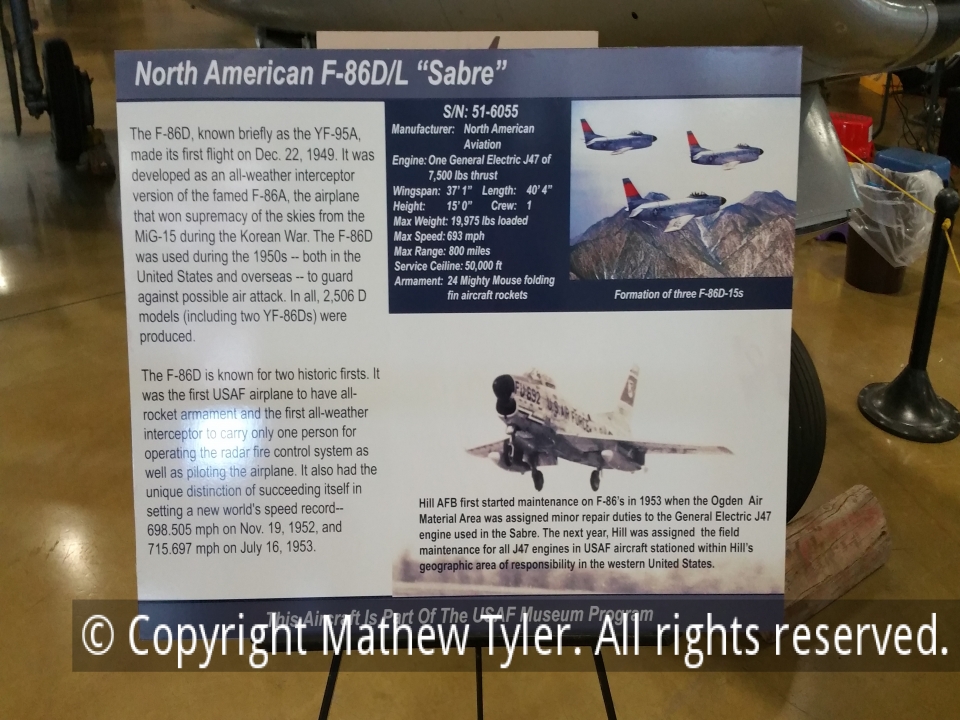 North American F-86D/L “Sabre”
The F-86D, known briefly as the YF-95A,
made its first flight on Dec. 22, 1949. It was
developed as an all-weather interceptor
version of the famed F-86A, the airplane
that won supremacy of the skies from the
MiG-15 during the Korean War. The F-86D
was used during the 1950s -- both in the
United States and overseas -- to guard
against possible air attack. In all, 2,506 D
models (including two YF-86Ds) were
produced.
The F-86D is known for two historic firsts. It
was the first USAF airplane to have all-
rocket armament and the first all-weather
interceptor to carry only one person for
operating the radar fire control system as
well as piloting the airplane. It also had the
unique distinction of succeeding itself in
setting a new world's speed record--
698.505 mph on Nov. 19, 1952, and
715.697 mph on July 16, 1953.
S/N: 51-6055
Manufacturer: North American
Aviation
Engine: One General Electric J47 of
7,500 lbs thrust
Wingspan: 37' 1" Length: 40' 4"
Height: 15' 0" Crew: 1
Max Weight: 19,975 lbs loaded
Max Speed: 693 mph
Max Range: 800 miles
Service Ceiline: 50,000 ft
Armament: 24 Mighty Mouse folding
fin aircraft rockets
Formation of three F-86D-15s
FU-692
U.S. AIR FORCE
Hill AFB first started maintenance on F-86's in 1953 when the Ogden Air
Material Area was assigned minor repair duties to the General Electric J47
engine used in the Sabre. The next year, Hill was assigned the field
maintenance for all J47 engines in USAF aircraft stationed within Hill's
geographic area of responsibility in the western United States.
This Aircraft Is Part Of The USAF Museum Program
© Copyright Mathew Tyler. All rights reserved.